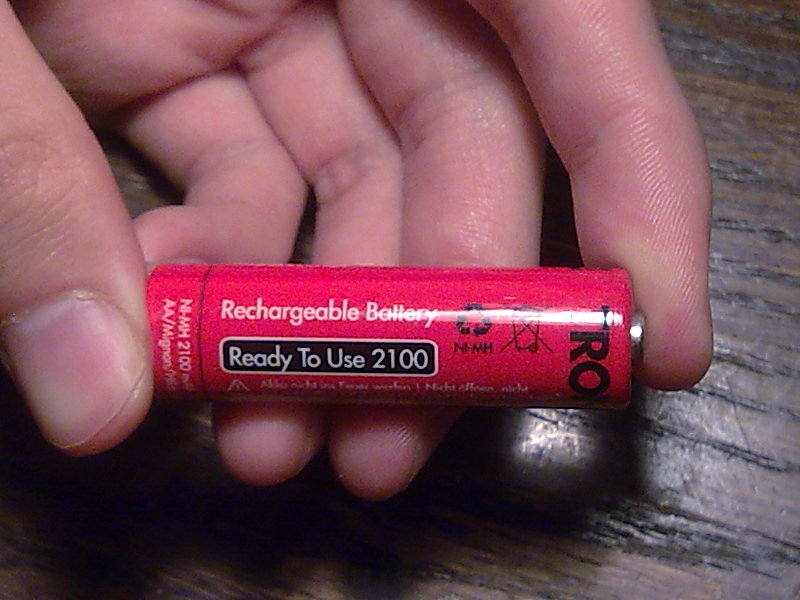 Rechargeable Battery
Ready To Use 2100
NI-MH
Akku nicht ins Feuer werfen | Nicht öffnen, nicht
NI-MH 2100
AA/Mignon
TRO